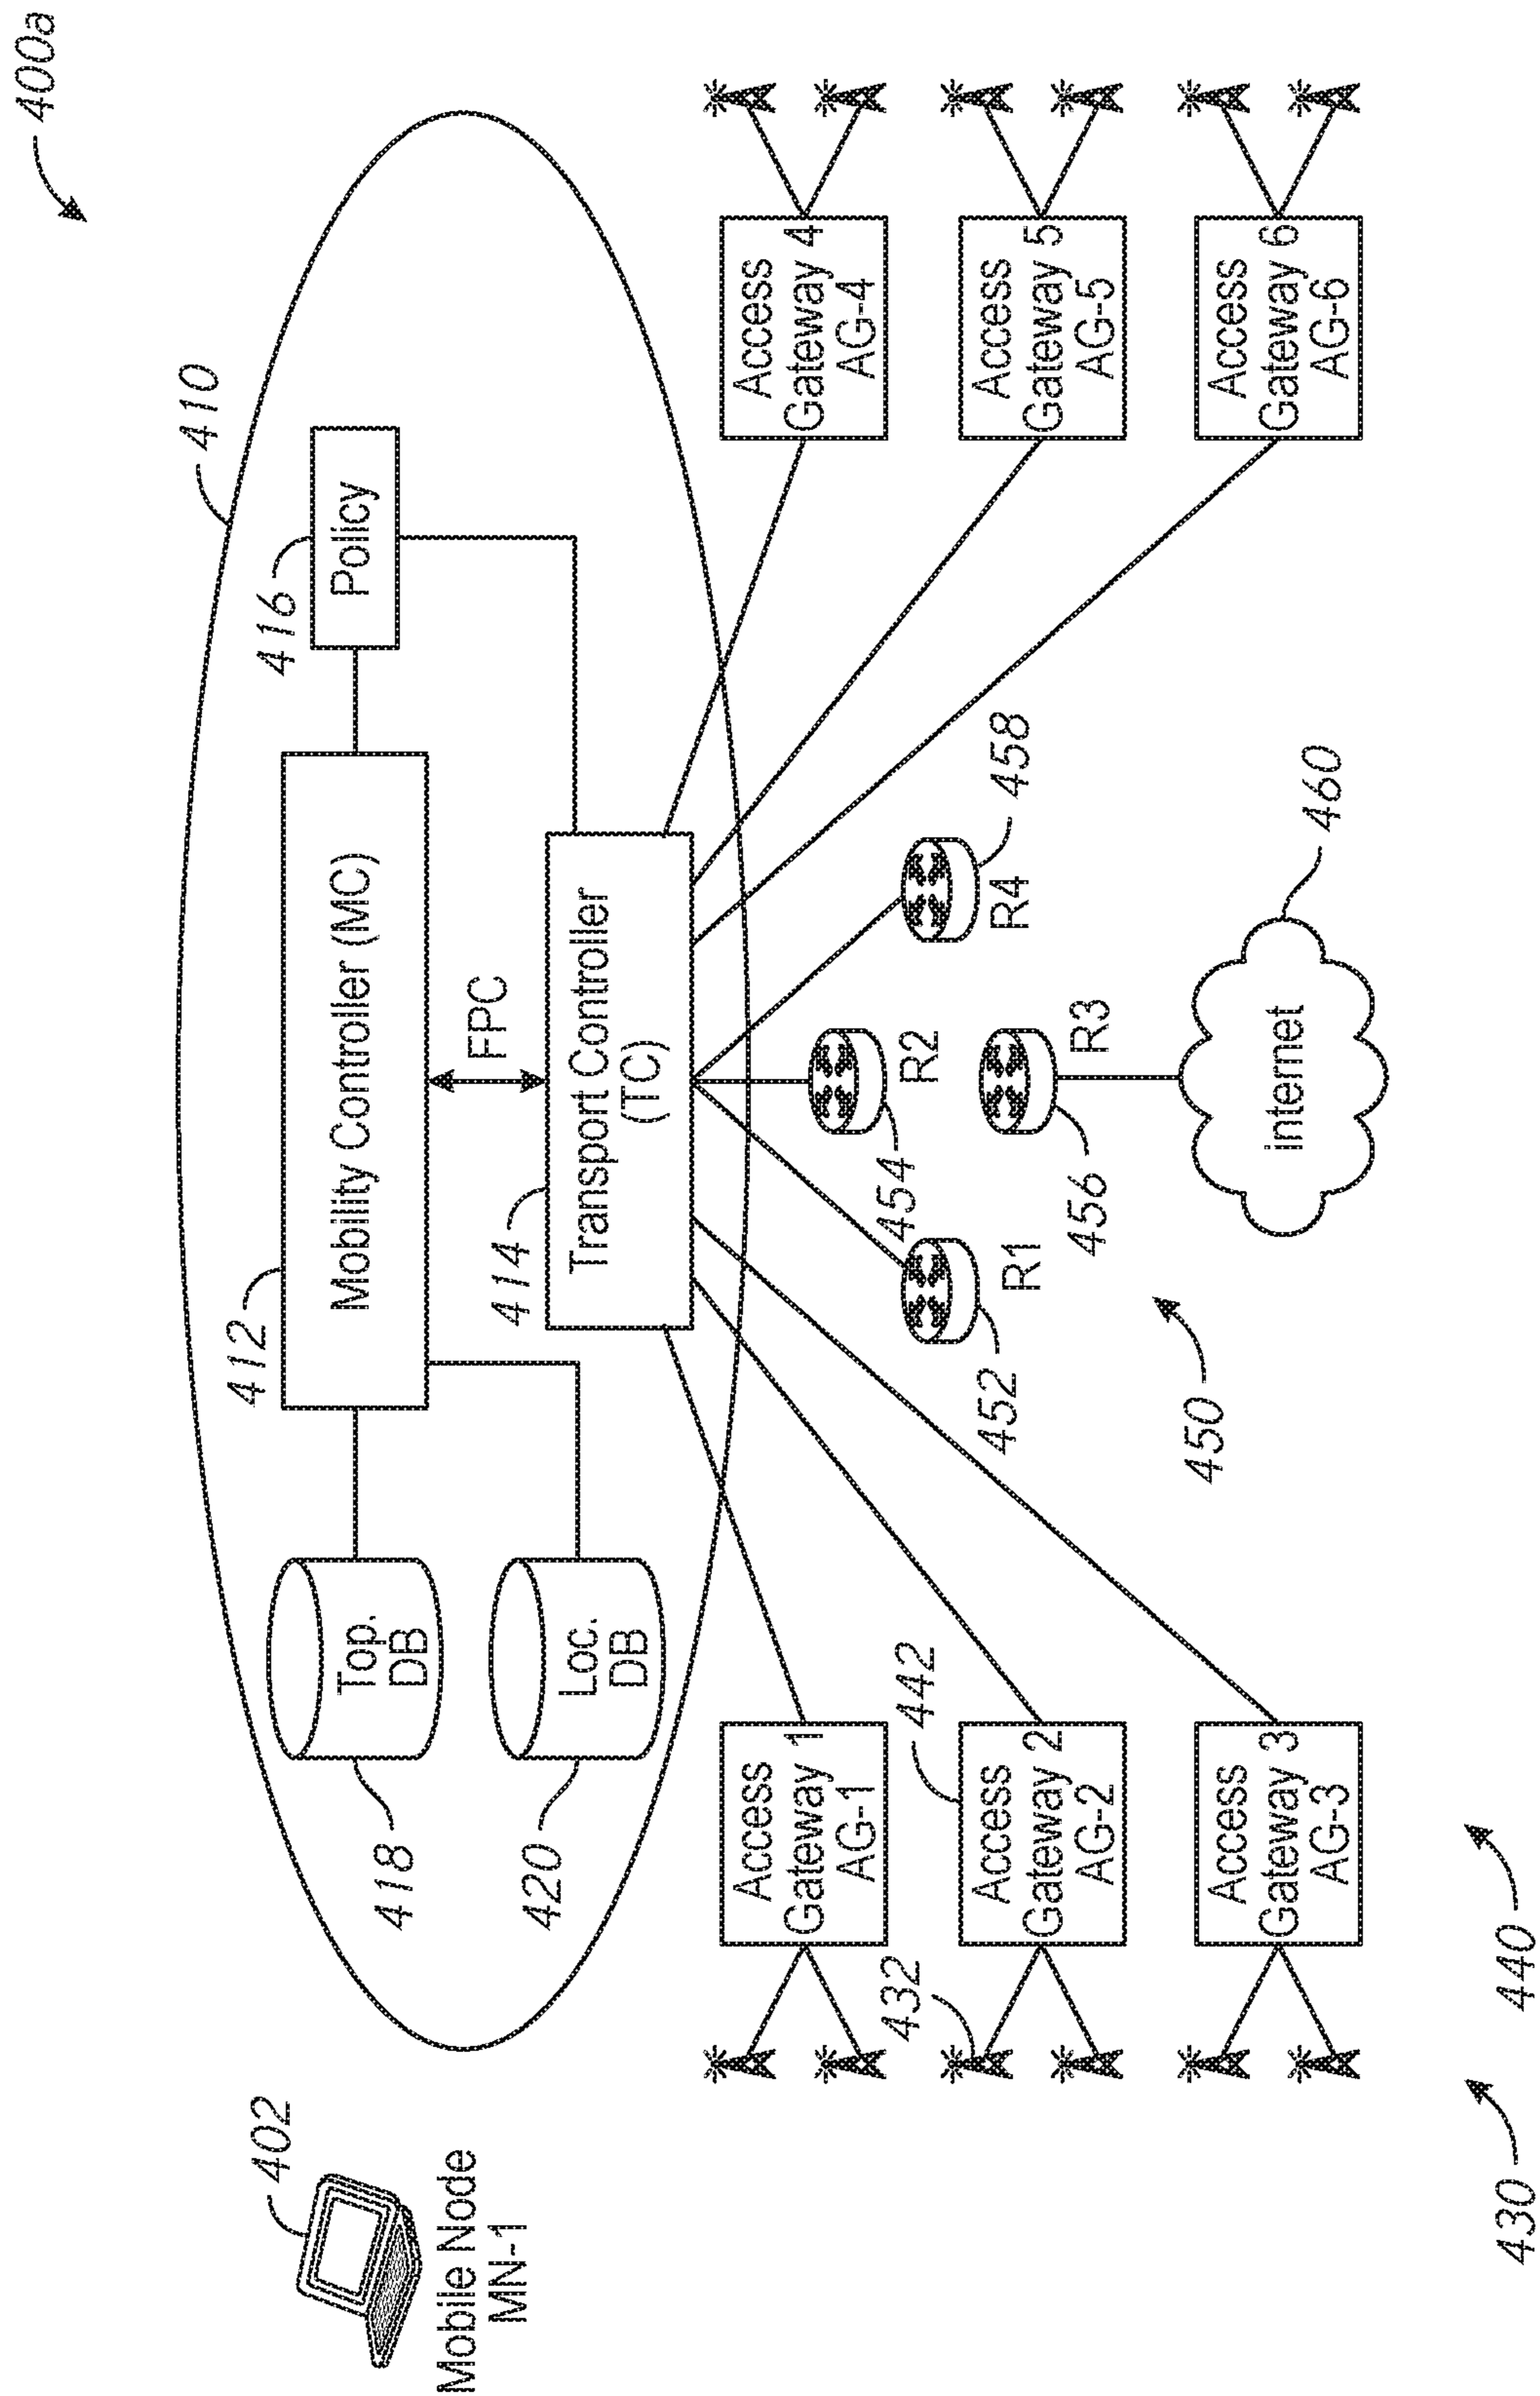 400a
410
412
416
Mobility Controller (MC)
Policy
Top.
DB
418
FPC
414
Transport Controller
(TC)
Loc.
DB
420
402
Mobile Node
MN-1
Access
Gateway 1
AG-1
Access
Gateway 4
AG-4
432
442
454
R2
458
R4
452
R1
Access
Gateway 2
AG-2
Access
Gateway 5
AG-5
456
R3
Access
Gateway 3
AG-3
Access
Gateway 6
AG-6
450
460
internet
430
440